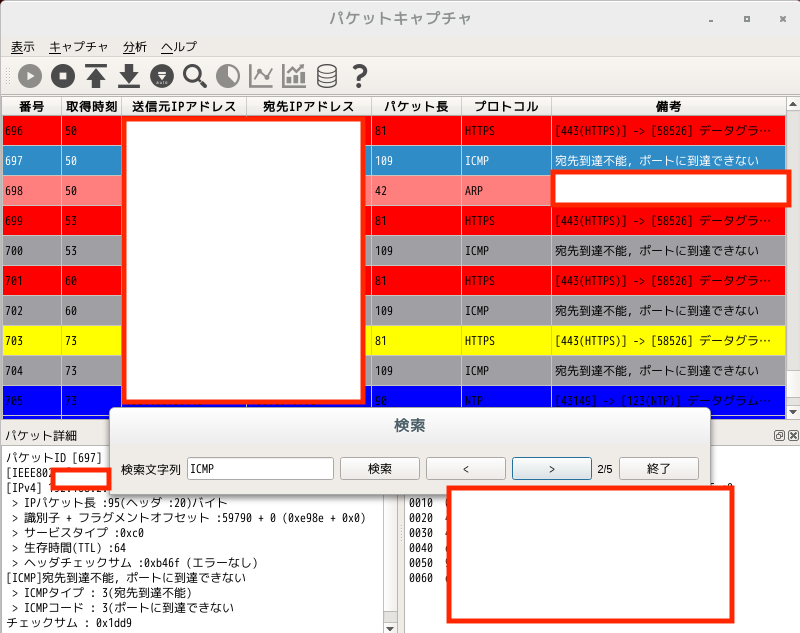 パケットキャプチャ
表示 キャプチャ 分析 ヘルプ
auto
番号 取得時刻 送信元IPアドレス 宛先IPアドレス パケット長 プロトコル 備考
696 50 81 HTTPS [443(HTTPS)] -> [58526] データグラ…
697 50 109 ICMP 宛先到達不能, ポートに到達できない
698 50 42 ARP
699 53 81 HTTPS [443(HTTPS)] -> [58526] データグラ…
700 53 109 ICMP 宛先到達不能, ポートに到達できない
701 60 81 HTTPS [443(HTTPS)] -> [58526] データグラ…
702 60 109 ICMP 宛先到達不能, ポートに到達できない
703 73 81 HTTPS [443(HTTPS)] -> [58526] データグラ…
704 73 109 ICMP 宛先到達不能, ポートに到達できない
705 73 90 NTP [43149] -> [123(NTP)] データグラム…
検索
検索文字列 ICMP 検索 < > 2/5 終了
パケット詳細
パケットID [697]
[IEEE802
[IPv4]
> IPパケット長 :95(ヘッダ :20)バイト
> 識別子 + フラグメントオフセット :59790 + 0 (0xe98e + 0x0)
> サービスタイプ :0xc0
> 生存時間(TTL) :64
> ヘッダチェックサム :0xb46f (エラーなし)
[ICMP]宛先到達不能, ポートに到達できない
> ICMPタイプ : 3(宛先到達不能)
> ICMPコード : 3(ポートに到達できない
チェックサム : 0x1dd9
0010
0020
0030
0040
0050
0060